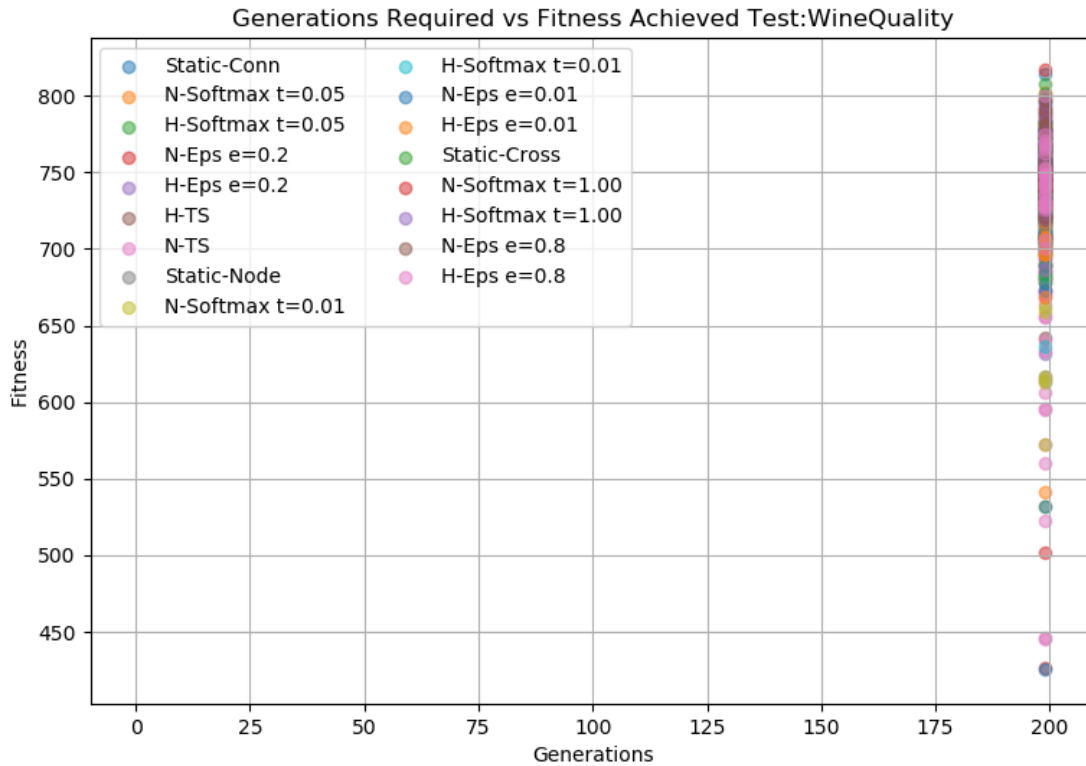 Generations Required vs Fitness Achieved Test:WineQuality
Static-Conn
N-Softmax t=0.05
H-Softmax t=0.05
N-Eps e=0.2
H-Eps e=0.2
H-TS
N-TS
Static-Node
N-Softmax t=0.01
H-Softmax t=0.01
N-Eps e=0.01
H-Eps e=0.01
Static-Cross
N-Softmax t=1.00
H-Softmax t=1.00
N-Eps e=0.8
H-Eps e=0.8
Fitness
800
750
700
650
600
550
500
450
0 25 50 75 100 125 150 175 200
Generations